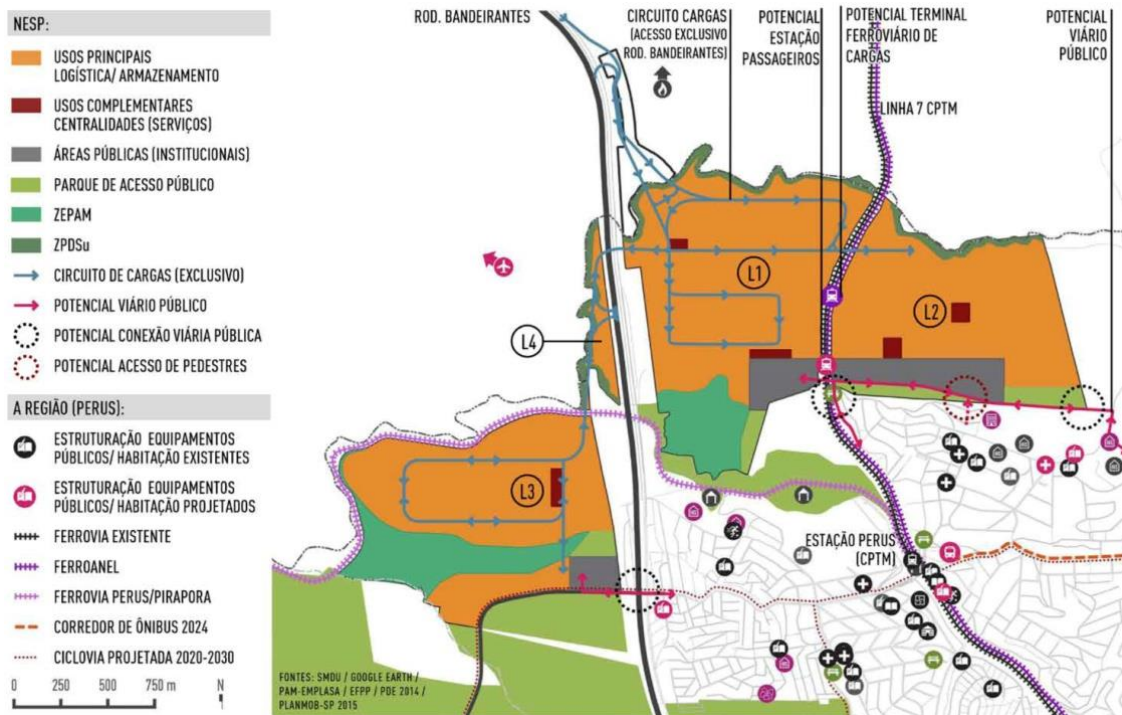 NESP:
USOS PRINCIPAIS
LOGÍSTICA/ ARMAZENAMENTO
USOS COMPLEMENTARES
CENTRALIDADES (SERVIÇOS)
ÁREAS PÚBLICAS (INSTITUCIONAIS)
PARQUE DE ACESSO PÚBLICO
ZEPAM
ZPDSu
CIRCUITO DE CARGAS (EXCLUSIVO)
POTENCIAL VIÁRIO PÚBLICO
POTENCIAL CONEXÃO VIÁRIA PÚBLICA
POTENCIAL ACESSO DE PEDESTRES
A REGIÃO (PERUS):
ESTRUTURAÇÃO EQUIPAMENTOS
PÚBLICOS/ HABITAÇÃO EXISTENTES
ESTRUTURAÇÃO EQUIPAMENTOS
PÚBLICOS/ HABITAÇÃO PROJETADOS
FERROVIA EXISTENTE
FERROANEL
FERROVIA PERUS/PIRAPORA
CORREDOR DE ÔNIBUS 2024
CICLOVIA PROJETADA 2020-2030
0 250 500 750 m N
ROD. BANDEIRANTES
CIRCUITO CARGAS
(ACESSO EXCLUSIVO
ROD. BANDEIRANTES)
POTENCIAL
ESTAÇÃO
PASSAGEIROS
POTENCIAL TERMINAL
FERROVIÁRIO DE
CARGAS
POTENCIAL
VIÁRIO
PÚBLICO
LINHA 7 CPTM
L1
L2
L4
L3
ESTAÇÃO PERUS
(CPTM)
FONTES: SMDU / GOOGLE EARTH /
PAM-EMPLASA / EFPP / PDE 2014 /
PLANMOB-SP 2015